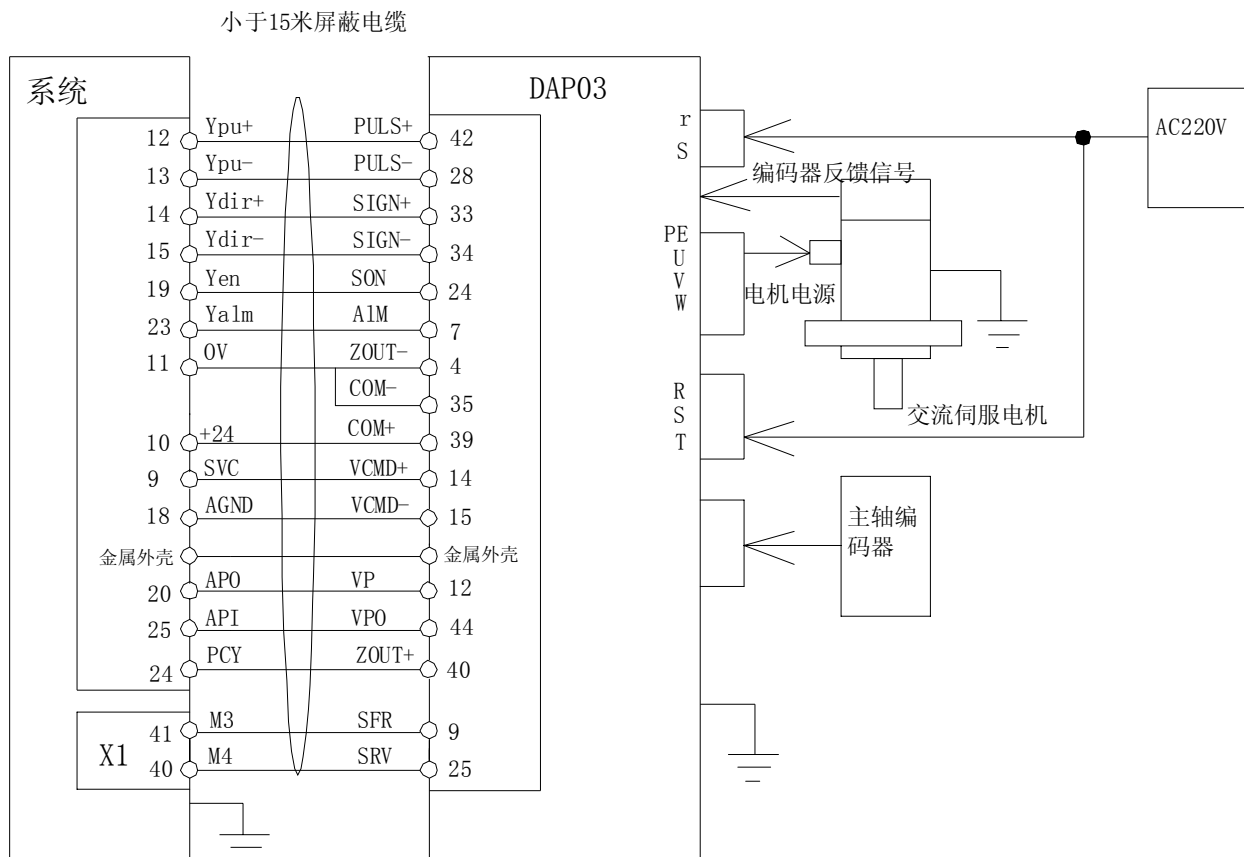 小于15米屏蔽电缆
系统
DAP03
12 Ypu+ PULS+ 42
13 Ypu- PULS- 28
14 Ydir+ SIGN+ 33
15 Ydir- SIGN- 34
19 Yen SON 24
23 Yalm AlM 7
11 0V ZOUT- 4
COM- 35
10 +24 COM+ 39
9 SVC VCMD+ 14
18 AGND VCMD- 15
金属外壳 金属外壳
20 APO VP 12
25 API VPO 44
24 PCY ZOUT+ 40
X1
41 M3 SFR 9
40 M4 SRV 25
r
S
AC220V
编码器反馈信号
PE
U
V
W
电机电源
R
S
T
交流伺服电机
主轴编
码器